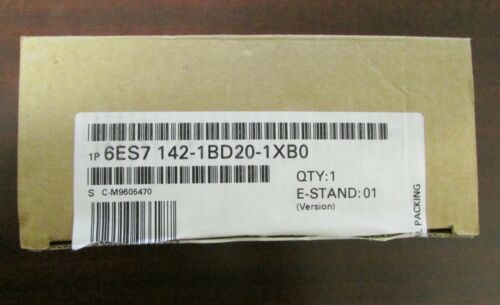 1P 6ES7 142-1BD20-1XB0
S C-M9605470
QTY:1
E-STAND:01
(Version)
PACKING